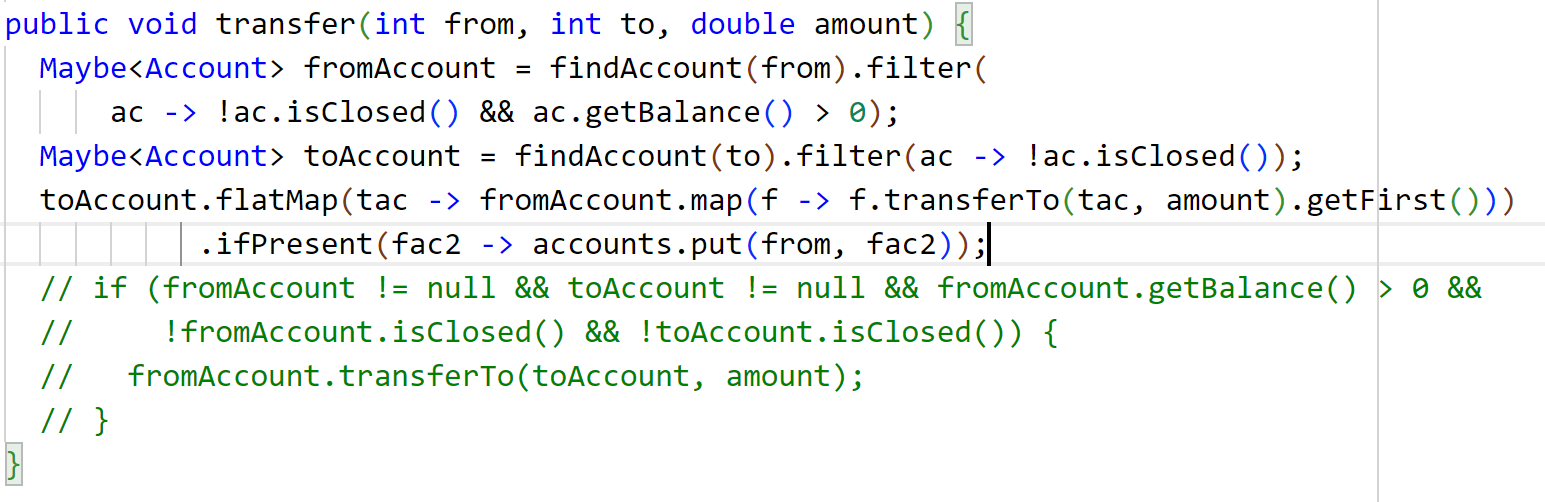 public void transfer(int from, int to, double amount) {
  Maybe<Account> fromAccount = findAccount(from).filter(
      ac -> !ac.isClosed() && ac.getBalance() > 0);
  Maybe<Account> toAccount = findAccount(to).filter(ac -> !ac.isClosed());
  toAccount.flatMap(tac -> fromAccount.map(f -> f.transferTo(tac, amount).getFirst()))
           .ifPresent(fac2 -> accounts.put(from, fac2));
  // if (fromAccount != null && toAccount != null && fromAccount.getBalance() > 0 &&
  //     !fromAccount.isClosed() && !toAccount.isClosed()) {
  //   fromAccount.transferTo(toAccount, amount);
  // }
}